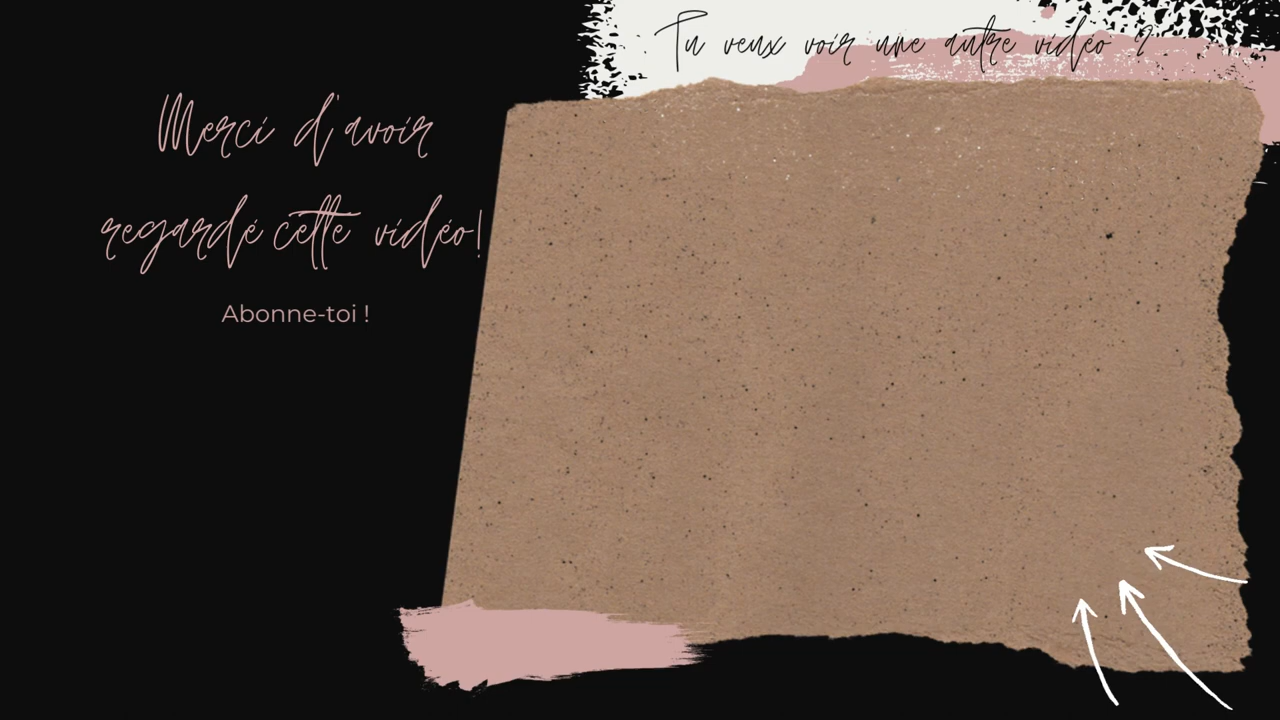 Tu veux voir une autre vidéo ?
Merci d'avoir
regardé cette vidéo!
Abonne-toi !